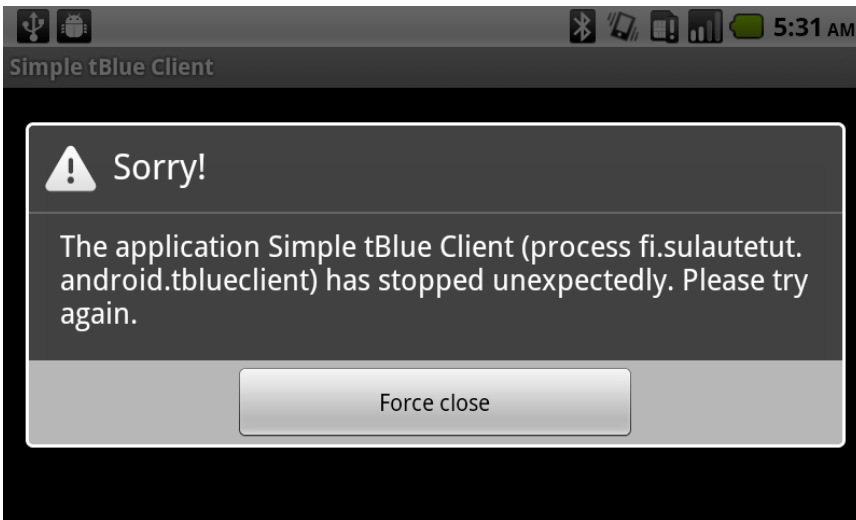 5:31 AM
Simple tBlue Client
Sorry!
The application Simple tBlue Client (process fi.sulautetut.
android.tblueclient) has stopped unexpectedly. Please try
again.
Force close